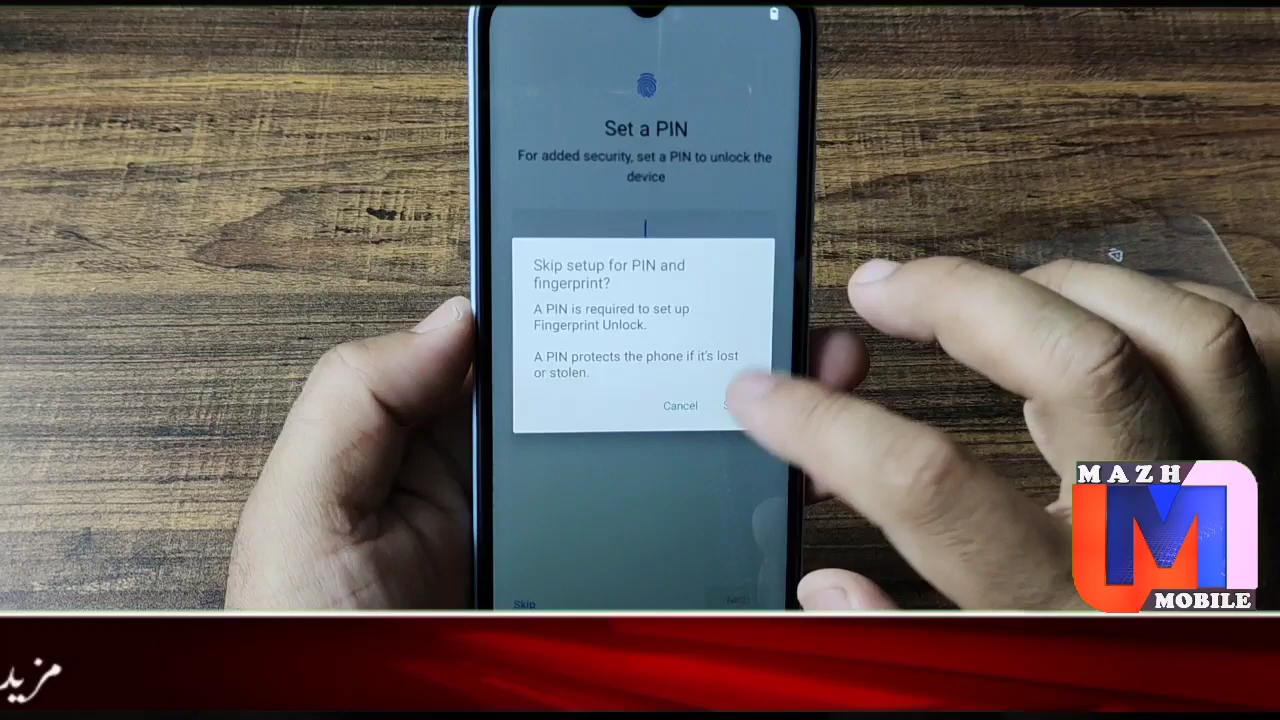 Set a PIN
For added security, set a PIN to unlock the
device
Skip setup for PIN and
fingerprint?
A PIN is required to set up
Fingerprint Unlock.
A PIN protects the phone if it's lost
or stolen.
Cancel
Skip
MAZH
M
MOBILE
مزید